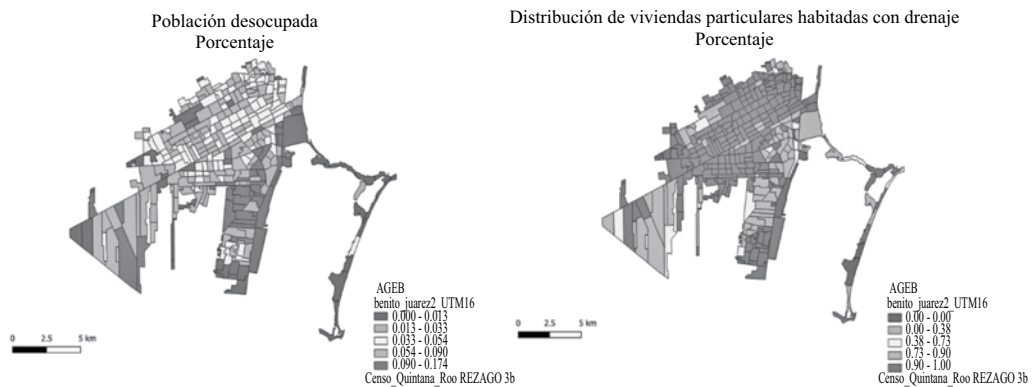 Población desocupada
Porcentaje
AGEB
benito_juarez2_UTM16
0.000 - 0.013
0.013 - 0.033
0.033 - 0.054
0.054 - 0.090
0.090 - 0.174
Censo_Quintana_Roo REZAGO 3b
0 2.5 5 km
Distribución de viviendas particulares habitadas con drenaje
Porcentaje
AGEB
benito_juarez2_UTM16
0.00 - 0.00
0.00 - 0.38
0.38 - 0.73
0.73 - 0.90
0.90 - 1.00
Censo_Quintana_Roo REZAGO 3b
0 2.5 5 km